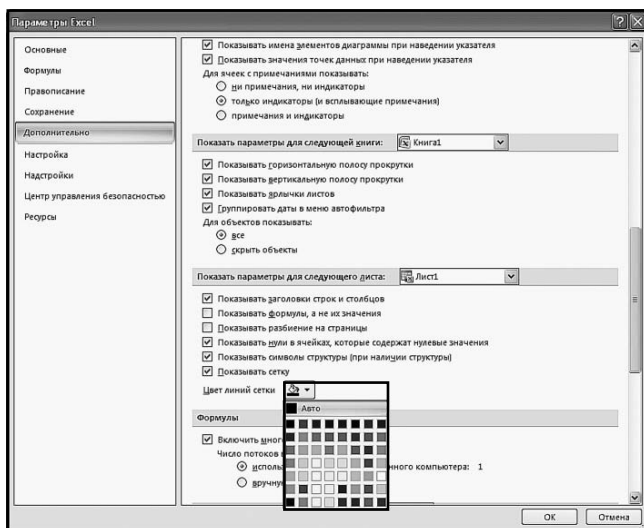 Параметры Excel
Основные
Формулы
Правописание
Сохранение
Дополнительно
Настройка
Надстройки
Центр управления безопасностью
Ресурсы
Показывать имена элементов диаграммы при наведении указателя
Показывать значения точек данных при наведении указателя
Для ячеек с примечаниями показывать:
ни примечания, ни индикаторы
только индикаторы (и всплывающие примечания)
примечания и индикаторы
Показать параметры для следующей книги: Книга1
Показывать горизонтальную полосу прокрутки
Показывать вертикальную полосу прокрутки
Показывать ярлычки листов
Группировать даты в меню автофильтра
Для объектов показывать:
все
скрыть объекты
Показать параметры для следующего листа: Лист1
Показывать заголовки строк и столбцов
Показывать формулы, а не их значения
Показывать разбиение на страницы
Показывать нули в ячейках, которые содержат нулевые значения
Показывать символы структуры (при наличии структуры)
Показывать сетку
Цвет линий сетки
Авто
Формулы
Включить мног
Число потоков
исполь нного компьютера: 1
вручну
ОК Отмена